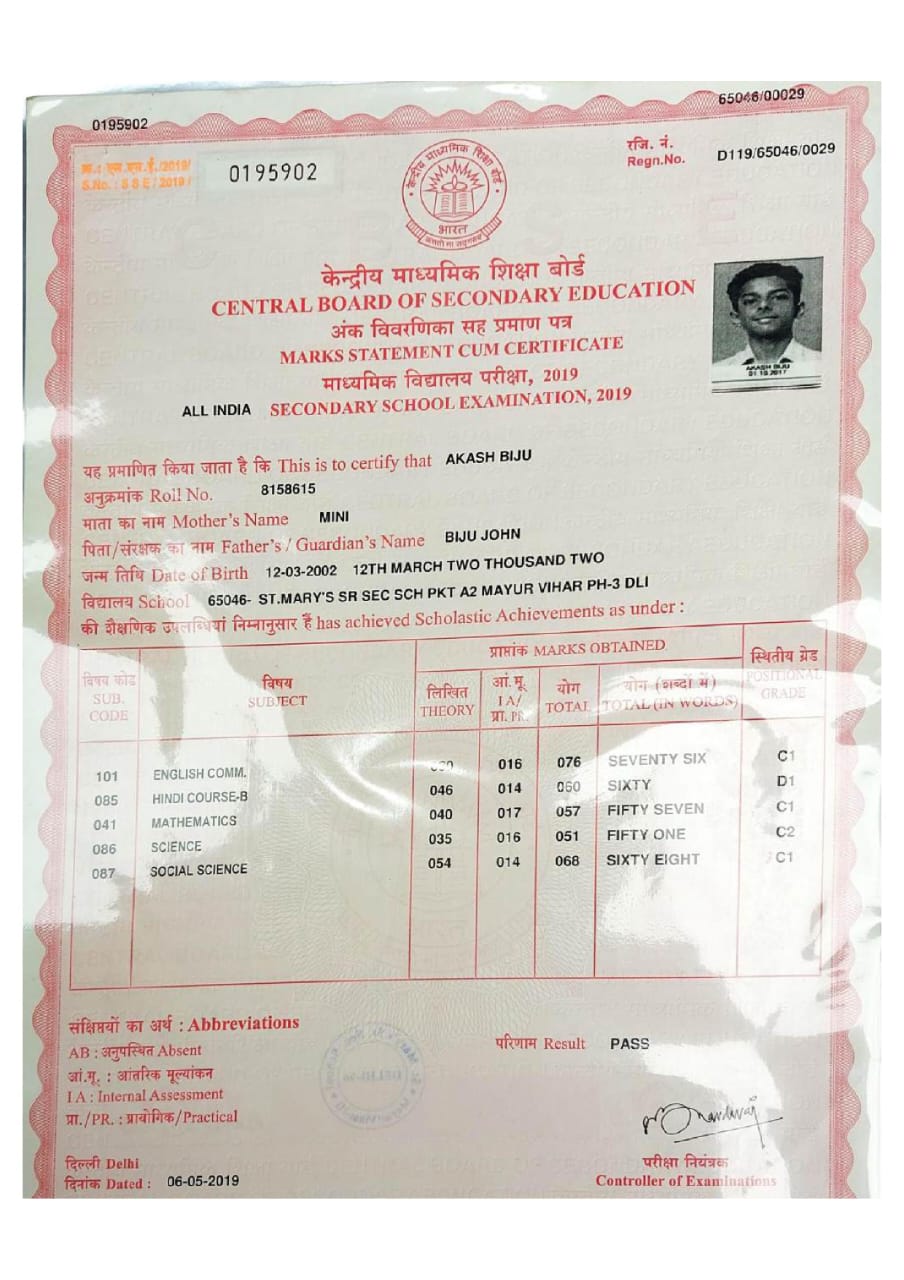 65046/00029
0195902
क्र.: एस.एस.ई./2019/
S.No. : S S E / 2019 /
0195902
रजि. नं.
Regn.No. D119/65046/0029
केन्द्रीय माध्यमिक शिक्षा बोर्ड
भारत
असतो मा सद्गमय
केन्द्रीय माध्यमिक शिक्षा बोर्ड
CENTRAL BOARD OF SECONDARY EDUCATION
अंक विवरणिका सह प्रमाण पत्र
MARKS STATEMENT CUM CERTIFICATE
माध्यमिक विद्यालय परीक्षा, 2019
ALL INDIA SECONDARY SCHOOL EXAMINATION, 2019
AKASH BIJU
01 10 2017
यह प्रमाणित किया जाता है कि This is to certify that AKASH BIJU
अनुक्रमांक Roll No. 8158615
माता का नाम Mother's Name MINI
पिता/संरक्षक का नाम Father's / Guardian's Name BIJU JOHN
जन्म तिथि Date of Birth 12-03-2002 12TH MARCH TWO THOUSAND TWO
विद्यालय School 65046- ST.MARY'S SR SEC SCH PKT A2 MAYUR VIHAR PH-3 DLI
की शैक्षणिक उपलब्धियां निम्नानुसार हैं has achieved Scholastic Achievements as under :
विषय कोड
SUB.
CODE
विषय
SUBJECT
प्राप्तांक MARKS OBTAINED
लिखित
THEORY
आं.मू.
I A/
प्रा. PR.
योग
TOTAL
योग (शब्दों में)
TOTAL (IN WORDS)
स्थितीय ग्रेड
POSITIONAL
GRADE
101 ENGLISH COMM. 016 076 SEVENTY SIX C1
085 HINDI COURSE-B 046 014 060 SIXTY D1
041 MATHEMATICS 040 017 057 FIFTY SEVEN C1
086 SCIENCE 035 016 051 FIFTY ONE C2
087 SOCIAL SCIENCE 054 014 068 SIXTY EIGHT C1
संक्षिप्तयों का अर्थ : Abbreviations
AB : अनुपस्थित Absent
आं.मू. : आंतरिक मूल्यांकन
I A : Internal Assessment
प्रा./PR. : प्रायोगिक/Practical
परिणाम Result PASS
दिल्ली Delhi
दिनांक Dated : 06-05-2019
परीक्षा नियंत्रक
Controller of Examinations